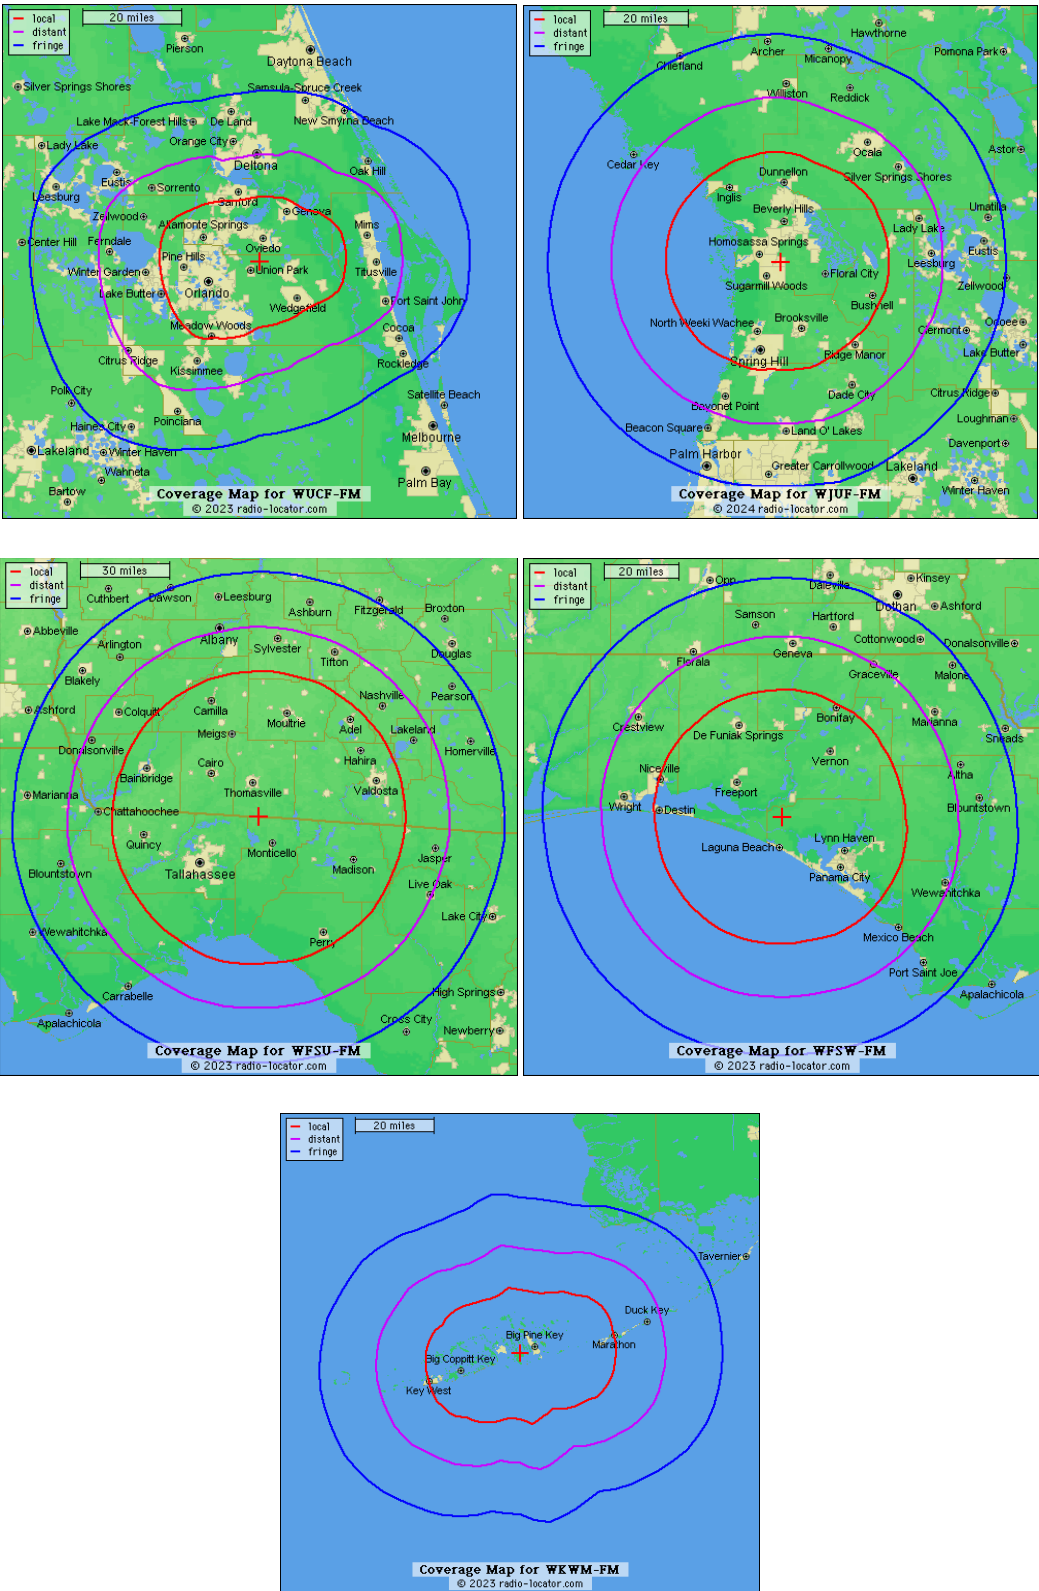 local
distant
fringe
20 miles
Pierson
Daytona Beach
Silver Springs Shores
Samsula-Spruce Creek
Lake Mack-Forest Hills
De Land
New Smyrna Beach
Lady Lake
Orange City
Deltona
Oak Hill
Leesburg
Eustis
Sorrento
Sanford
Zellwood
Geneva
Altamonte Springs
Mims
Center Hill
Ferndale
Oviedo
Pine Hills
Winter Garden
Union Park
Titusville
Lake Butter
Orlando
Wedgefield
Port Saint John
Meadow Woods
Cocoa
Citrus Ridge
Kissimmee
Rockledge
Polk City
Satellite Beach
Poinciana
Haines City
Melbourne
Lakeland
Winter Haven
Wahneta
Palm Bay
Bartow
Coverage Map for WUCF-FM
© 2023 radio-locator.com
local
distant
fringe
20 miles
Hawthorne
Archer
Micanopy
Pomona Park
Chiefland
Williston
Reddick
Ocala
Astor
Cedar Key
Dunnellon
Silver Springs Shores
Inglis
Beverly Hills
Umatilla
Lady Lake
Homosassa Springs
Leesburg
Eustis
Floral City
Sugarmill Woods
Zellwood
Bushnell
North Weeki Wachee
Brooksville
Clermont
Ocoee
Spring Hill
Ridge Manor
Lake Butter
Dade City
Citrus Ridge
Bayonet Point
Loughman
Beacon Square
Land O' Lakes
Davenport
Palm Harbor
Greater Carrollwood
Lakeland
Winter Haven
Coverage Map for WJUF-FM
© 2024 radio-locator.com
local
distant
fringe
30 miles
Cuthbert
Dawson
Leesburg
Ashburn
Fitzgerald
Broxton
Abbeville
Albany
Arlington
Sylvester
Tifton
Douglas
Blakely
Nashville
Pearson
Ashford
Colquitt
Camilla
Moultrie
Adel
Lakeland
Meigs
Donalsonville
Homerville
Hahira
Cairo
Bainbridge
Thomasville
Valdosta
Marianna
Chattahoochee
Quincy
Monticello
Jasper
Blountstown
Tallahassee
Madison
Live Oak
Lake City
Wewahitchka
Perry
Carrabelle
High Springs
Apalachicola
Cross City
Newberry
Coverage Map for WFSU-FM
© 2023 radio-locator.com
local
distant
fringe
20 miles
Opp
Daleville
Kinsey
Dothan
Ashford
Samson
Hartford
Cottonwood
Donalsonville
Geneva
Florala
Graceville
Malone
Crestview
Bonifay
Marianna
De Funiak Springs
Sneads
Vernon
Niceville
Altha
Freeport
Wright
Destin
Blountstown
Laguna Beach
Lynn Haven
Panama City
Wewahitchka
Mexico Beach
Port Saint Joe
Apalachicola
Coverage Map for WFSW-FM
© 2023 radio-locator.com
local
distant
fringe
20 miles
Tavernier
Duck Key
Big Pine Key
Marathon
Big Coppitt Key
Key West
Coverage Map for WKWM-FM
© 2023 radio-locator.com